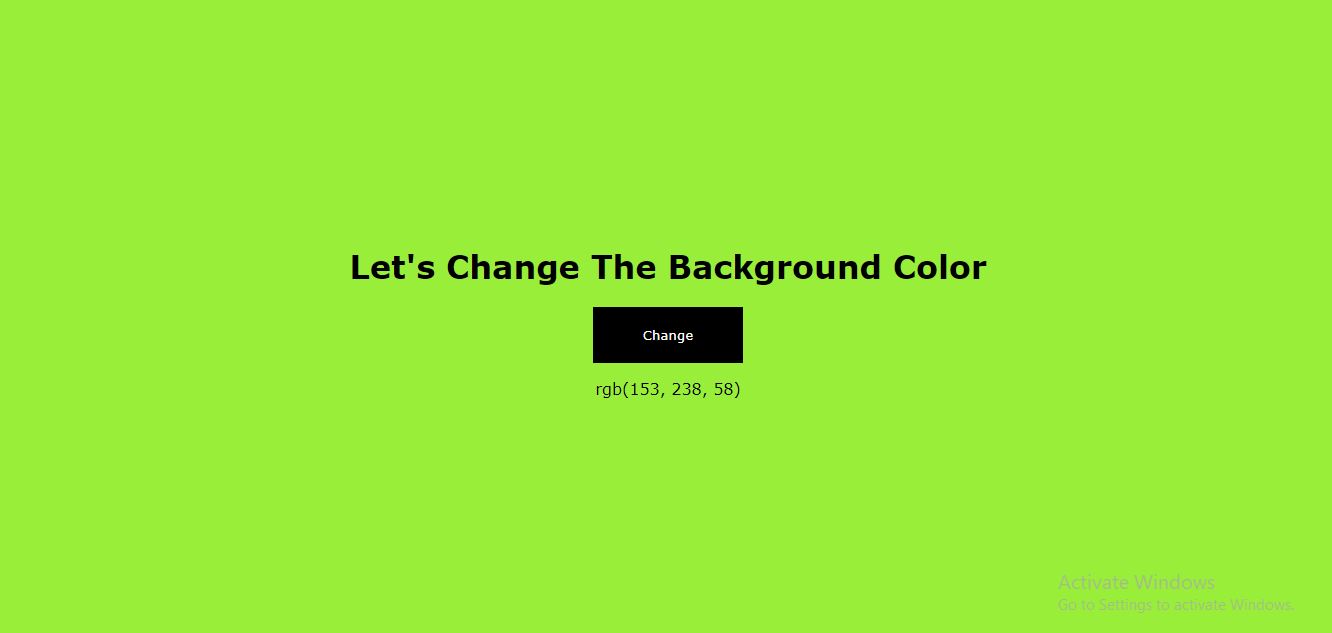 Let's Change The Background Color
Change
rgb(153, 238, 58)
Activate Windows
Go to Settings to activate Windows.